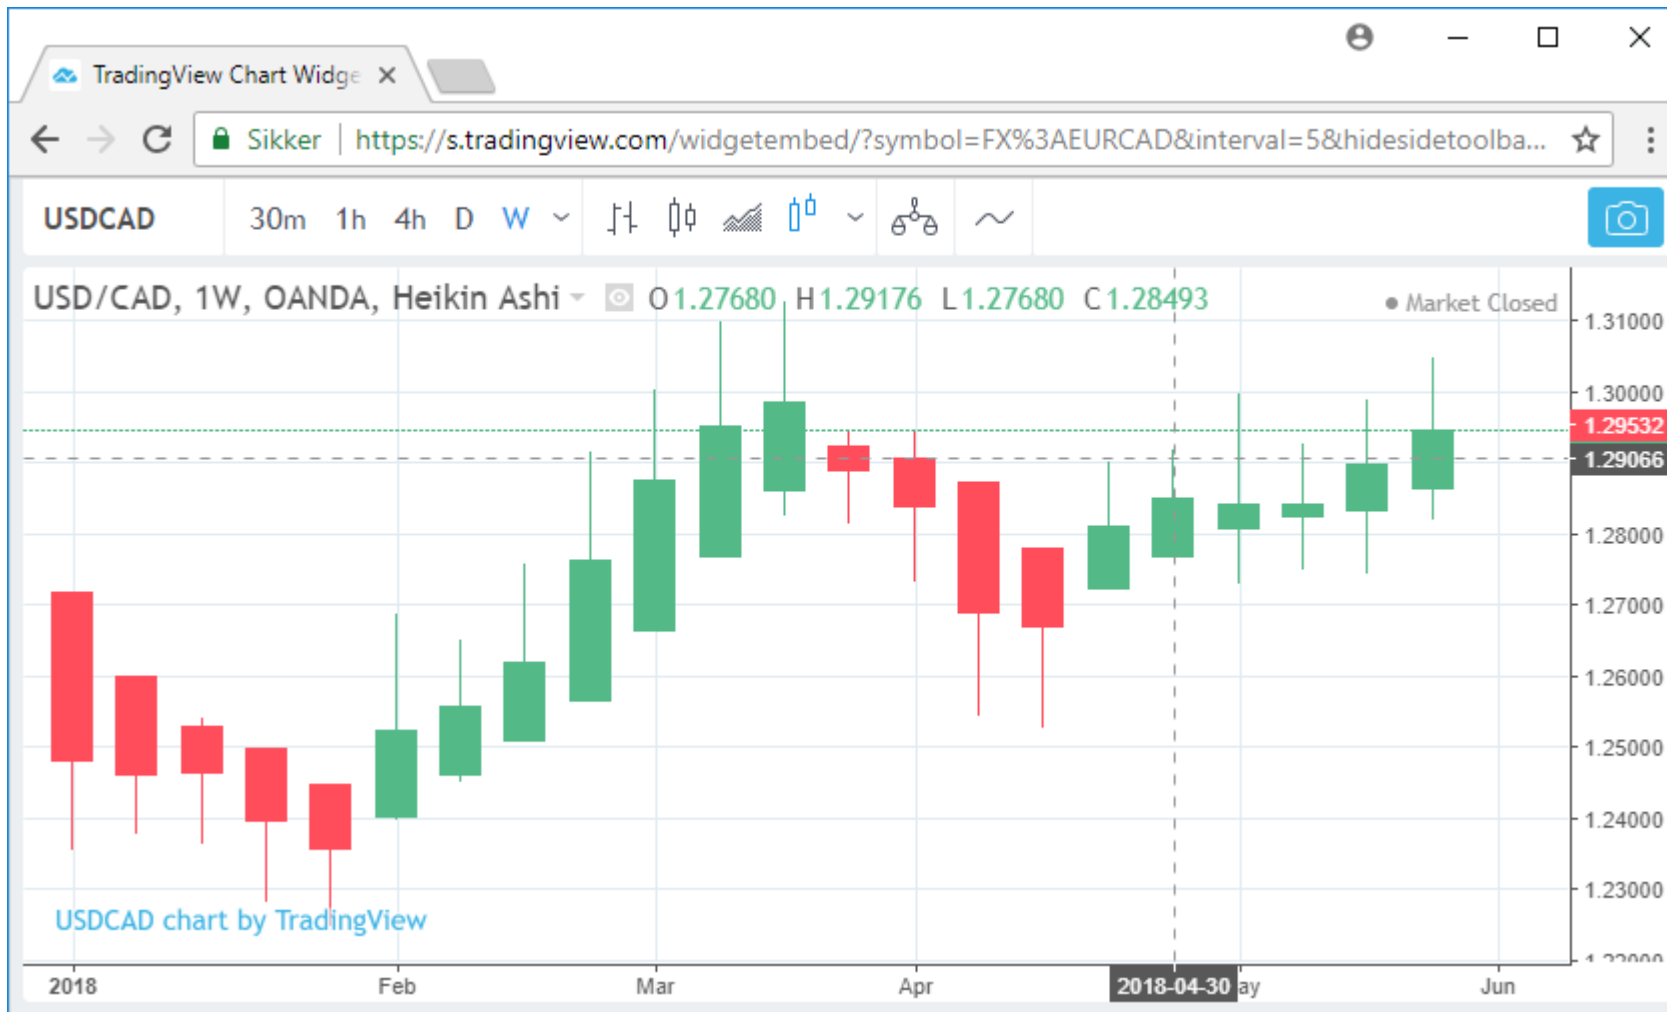 TradingView Chart Widge
Sikker https://s.tradingview.com/widgetembed/?symbol=FX%3AEURCAD&interval=5&hidesidetoolba...
USDCAD 30m 1h 4h D W
USD/CAD, 1W, OANDA, Heikin Ashi O1.27680 H1.29176 L1.27680 C1.28493 Market Closed
1.31000
1.30000
1.29532
1.29066
1.28000
1.27000
1.26000
1.25000
1.24000
1.23000
USDCAD chart by TradingView
1.22000
2018 Feb Mar Apr 2018-04-30 ay Jun